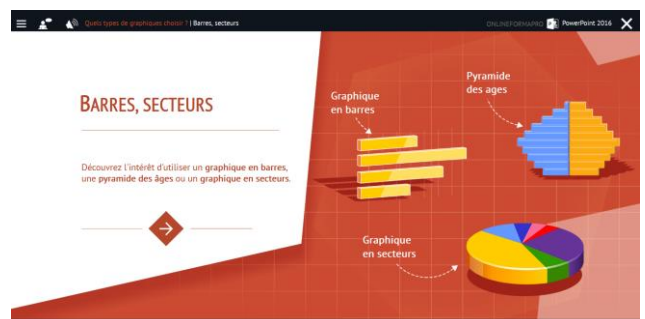 Quels types de graphiques choisir ? | Barres, secteurs
ONLINEFORMAPRO
PowerPoint 2016
BARRES, SECTEURS
Découvrez l'intérêt d'utiliser un graphique en barres,
une pyramide des âges ou un graphique en secteurs.
Graphique
en barres
Pyramide
des ages
Graphique
en secteurs